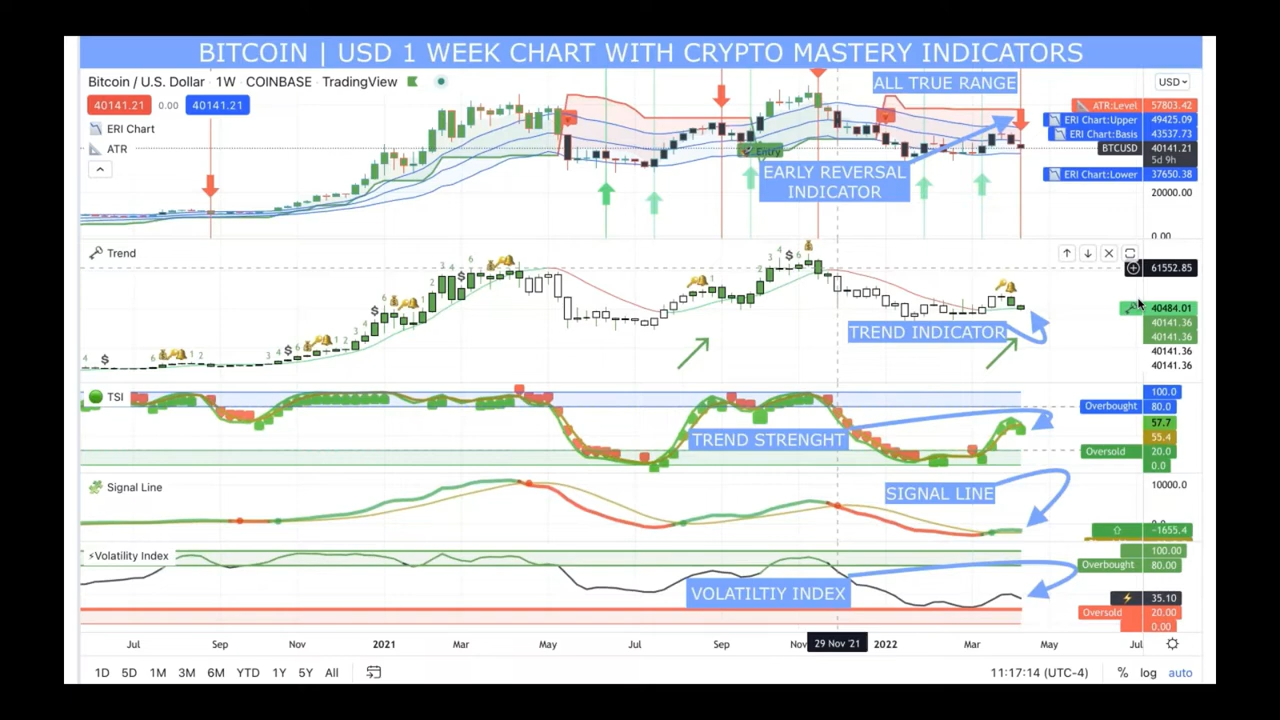 BITCOIN | USD 1 WEEK CHART WITH CRYPTO MASTERY INDICATORS
Bitcoin / U.S. Dollar · 1W · COINBASE · TradingView
USD
ALL TRUE RANGE
40141.21 0.00 40141.21
ATR:Level 57803.42
ERI Chart:Upper 49425.09
ERI Chart
ERI Chart:Basis 43537.73
ATR
BTCUSD 40141.21
5d 9h
Entry
EARLY REVERSAL
INDICATOR
ERI Chart:Lower 37650.38
20000.00
0.00
Trend
61552.85
40484.01
40141.36
TREND INDICATOR
40141.36
40141.36
40141.36
TSI
100.0
Overbought 80.0
57.7
TREND STRENGHT
55.4
Oversold 20.0
0.0
Signal Line
10000.0
SIGNAL LINE
-1655.4
Volatility Index
100.00
Overbought 80.00
VOLATILTIY INDEX
35.10
Oversold 20.00
0.00
Jul Sep Nov 2021 Mar May Jul Sep Nov 29 Nov '21 2022 Mar May Jul
1D 5D 1M 3M 6M YTD 1Y 5Y All 11:17:14 (UTC-4) % log auto